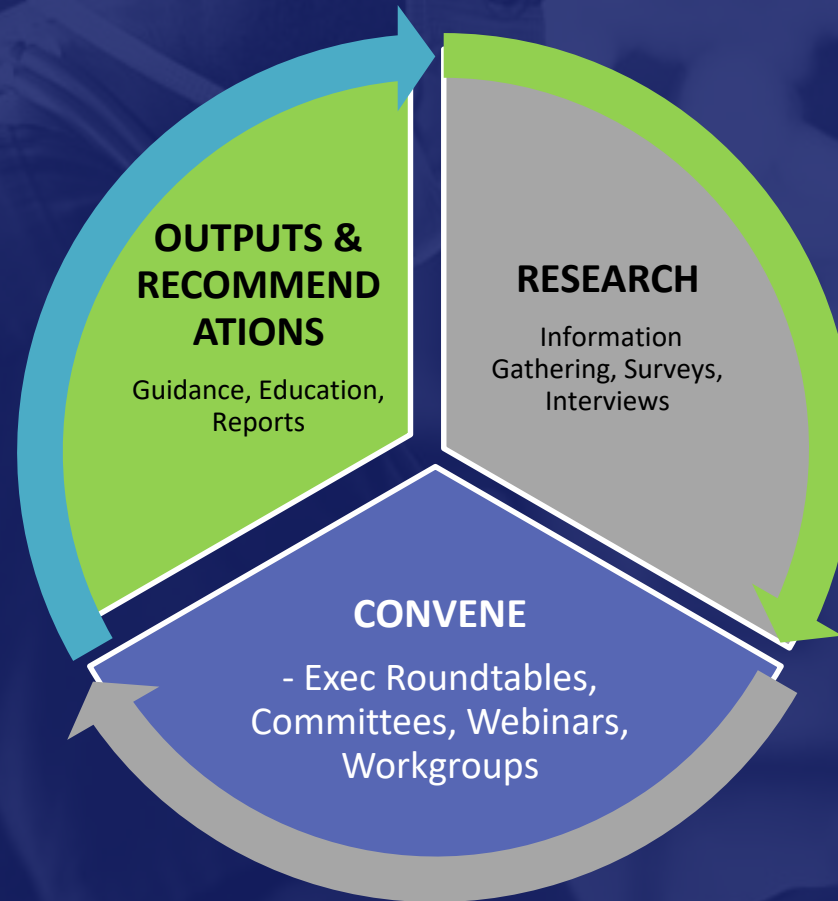 OUTPUTS &
RECOMMEND
ATIONS
Guidance, Education,
Reports
RESEARCH
Information
Gathering, Surveys,
Interviews
CONVENE
- Exec Roundtables,
Committees, Webinars,
Workgroups